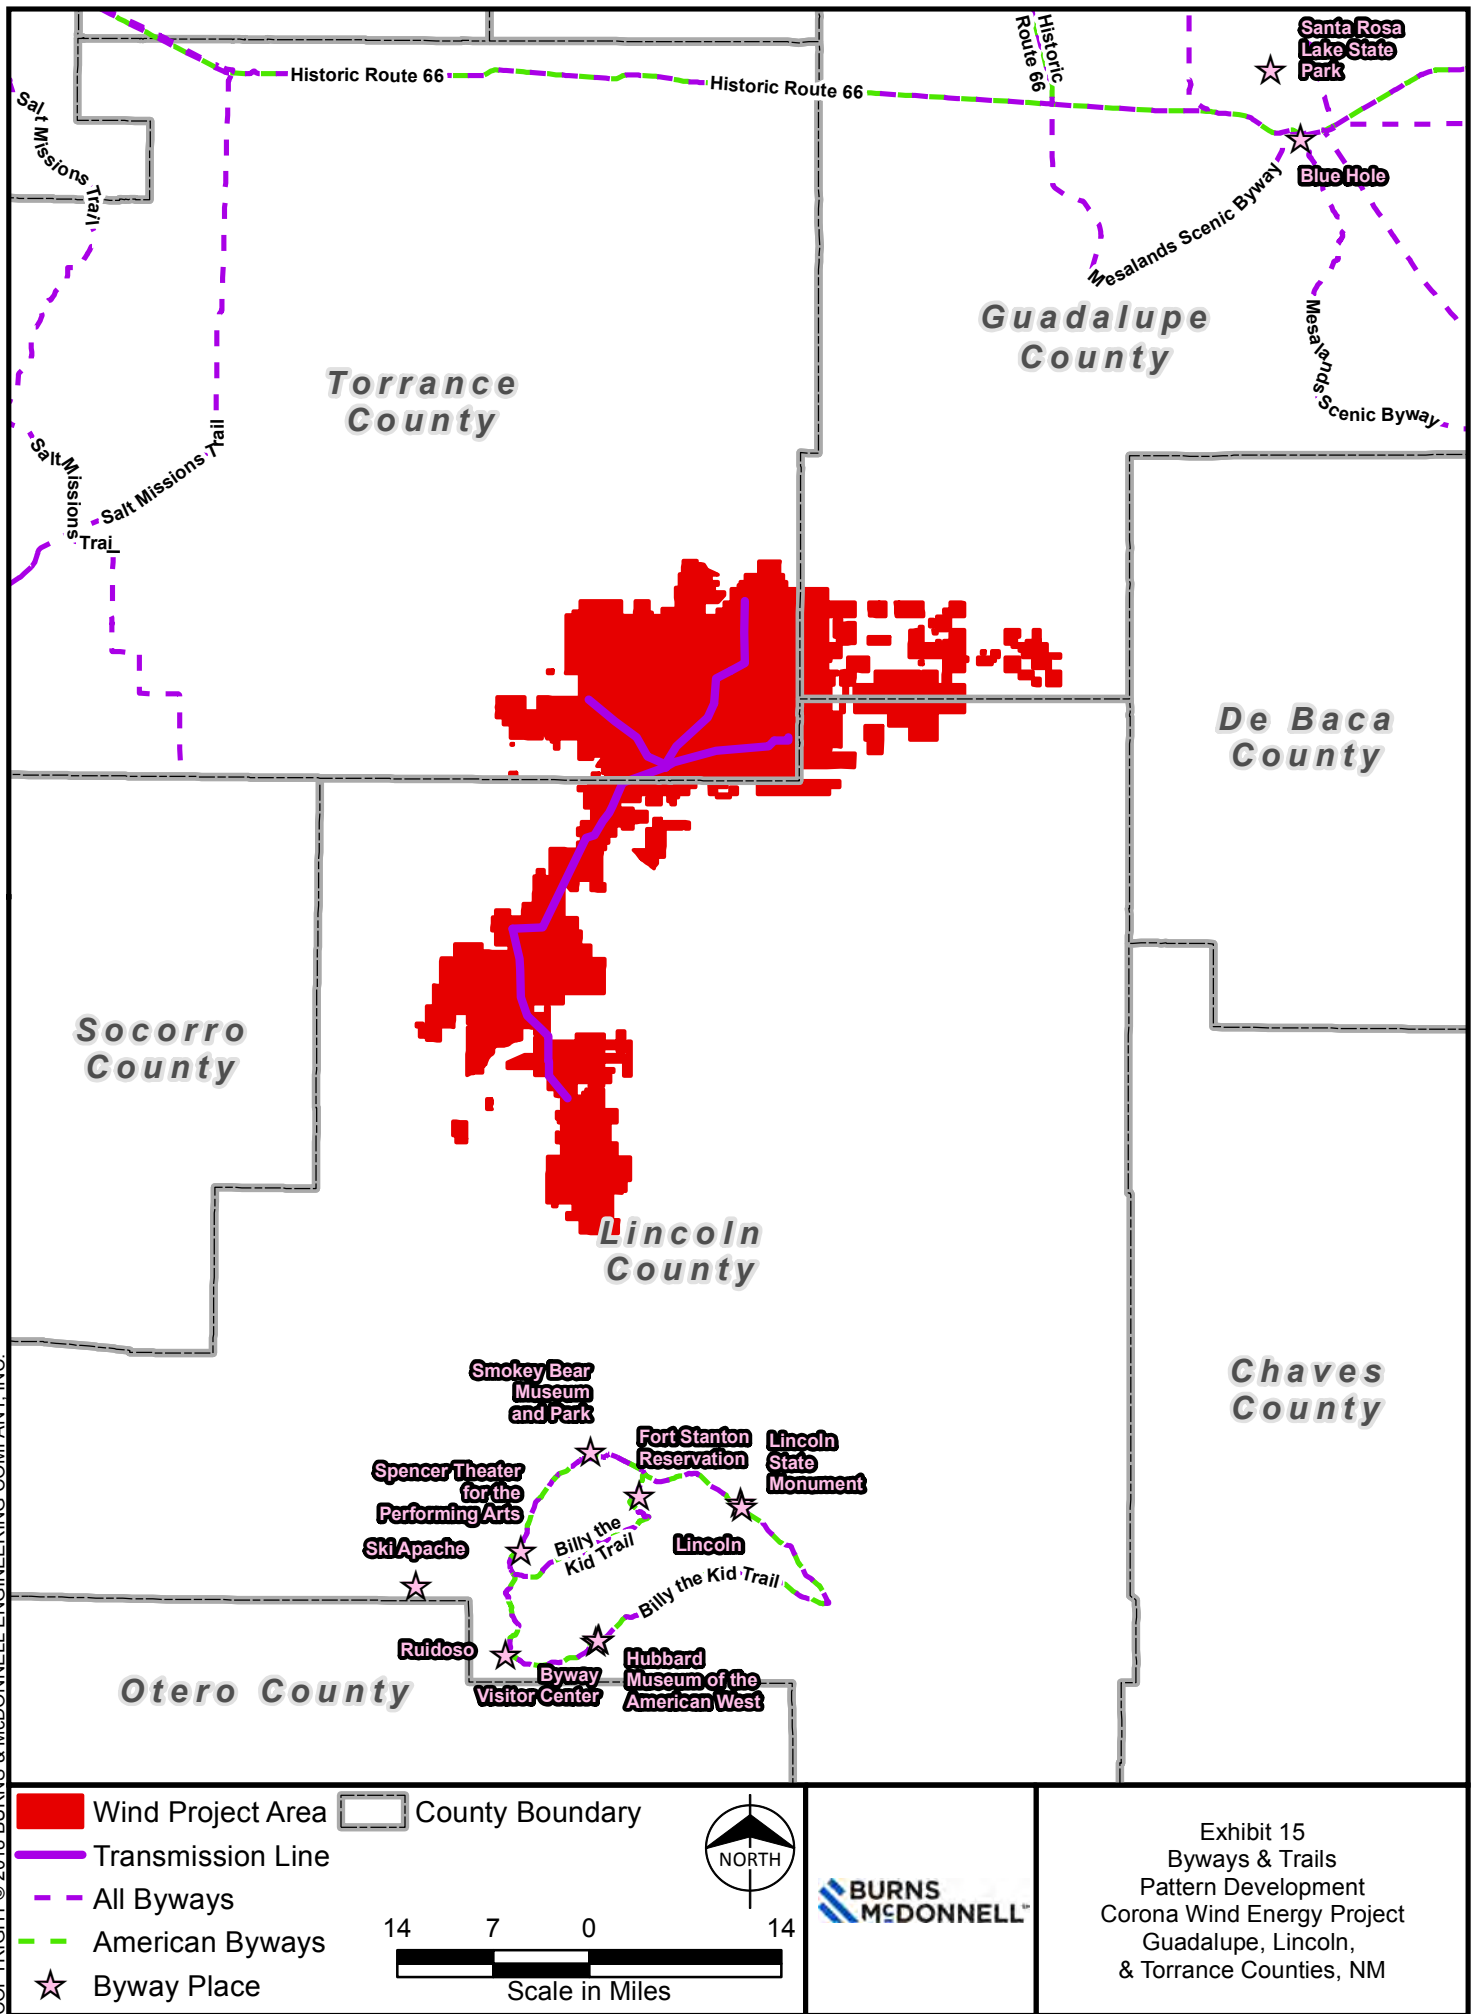 Historic Route 66
Historic Route 66
Historic
Route 66
Santa Rosa
Lake State
Park
Blue Hole
Salt Missions Trail
Mesalands Scenic Byway
Guadalupe
County
Mesalands Scenic Byway
Torrance
County
Salt Missions Trail
Salt Missions
Trail
De Baca
County
Socorro
County
Lincoln
County
Chaves
County
Smokey Bear
Museum
and Park
Fort Stanton
Reservation
Lincoln
State
Monument
Spencer Theater
for the
Performing Arts
Ski Apache
Billy the
Kid Trail
Lincoln
Billy the Kid Trail
Ruidoso
Byway
Visitor Center
Hubbard
Museum of the
American West
Otero County
Wind Project Area
County Boundary
Transmission Line
All Byways
American Byways
Byway Place
NORTH
14 7 0 14
Scale in Miles
BURNS
McDONNELL
Exhibit 15
Byways & Trails
Pattern Development
Corona Wind Energy Project
Guadalupe, Lincoln,
& Torrance Counties, NM